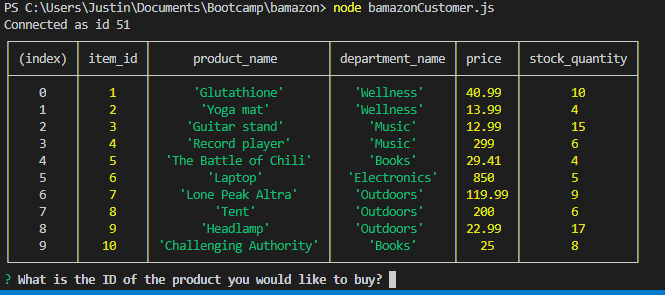 PS C:\Users\Justin\Documents\Bootcamp\bamazon> node bamazonCustomer.js
Connected as id 51
(index) item_id product_name department_name price stock_quantity
0 1 'Glutathione' 'Wellness' 40.99 10
1 2 'Yoga mat' 'Wellness' 13.99 4
2 3 'Guitar stand' 'Music' 12.99 15
3 4 'Record player' 'Music' 299 6
4 5 'The Battle of Chili' 'Books' 29.41 4
5 6 'Laptop' 'Electronics' 850 5
6 7 'Lone Peak Altra' 'Outdoors' 119.99 9
7 8 'Tent' 'Outdoors' 200 6
8 9 'Headlamp' 'Outdoors' 22.99 17
9 10 'Challenging Authority' 'Books' 25 8
? What is the ID of the product you would like to buy?